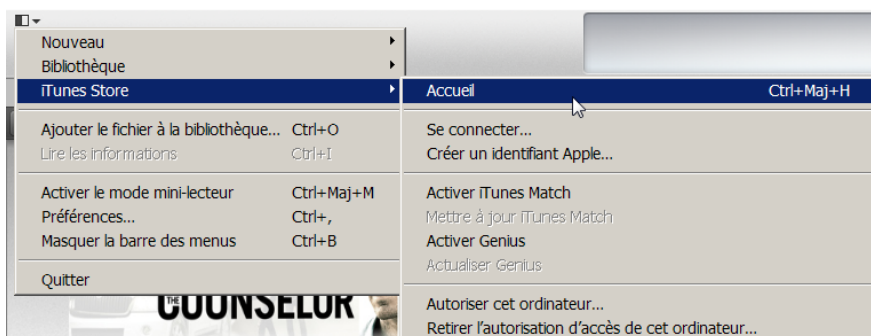 Nouveau
Bibliothèque
iTunes Store
Ajouter le fichier à la bibliothèque... Ctrl+O
Lire les informations Ctrl+I
Activer le mode mini-lecteur Ctrl+Maj+M
Préférences... Ctrl+,
Masquer la barre des menus Ctrl+B
Quitter
Accueil Ctrl+Maj+H
Se connecter...
Créer un identifiant Apple...
Activer iTunes Match
Mettre à jour iTunes Match
Activer Genius
Actualiser Genius
Autoriser cet ordinateur...
Retirer l'autorisation d'accès de cet ordinateur...
THE
COUNSELOR